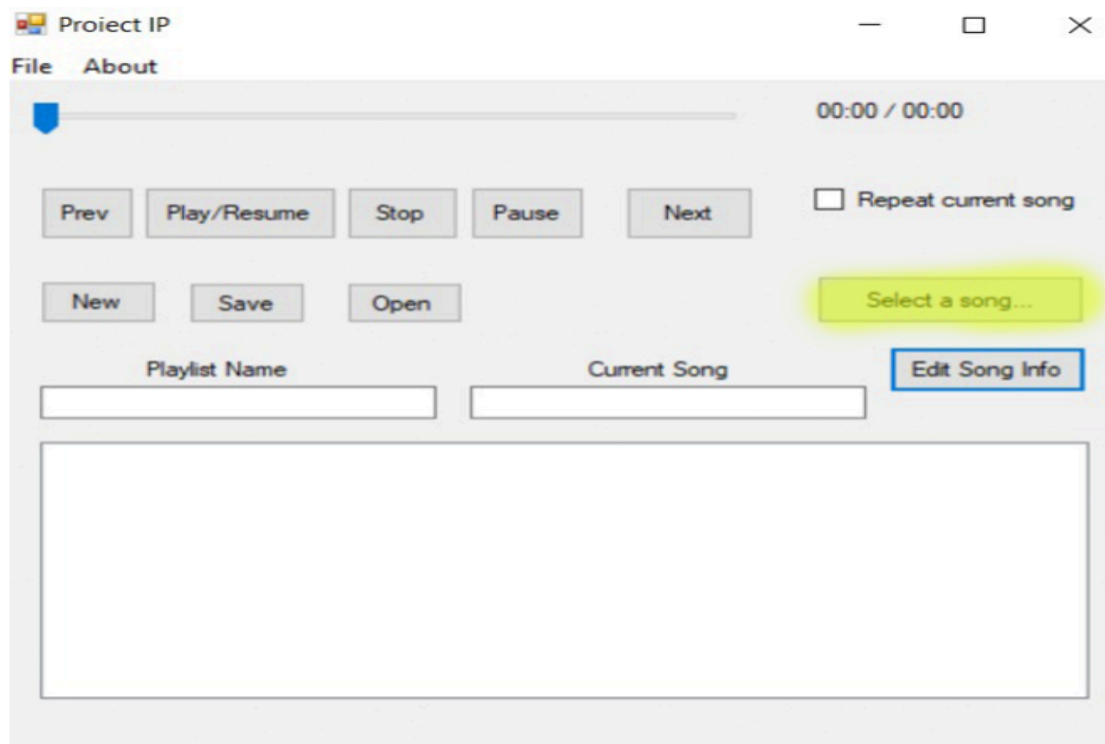 Proiect IP
File About
00:00 / 00:00
Prev Play/Resume Stop Pause Next Repeat current song
New Save Open Select a song...
Playlist Name Current Song Edit Song Info